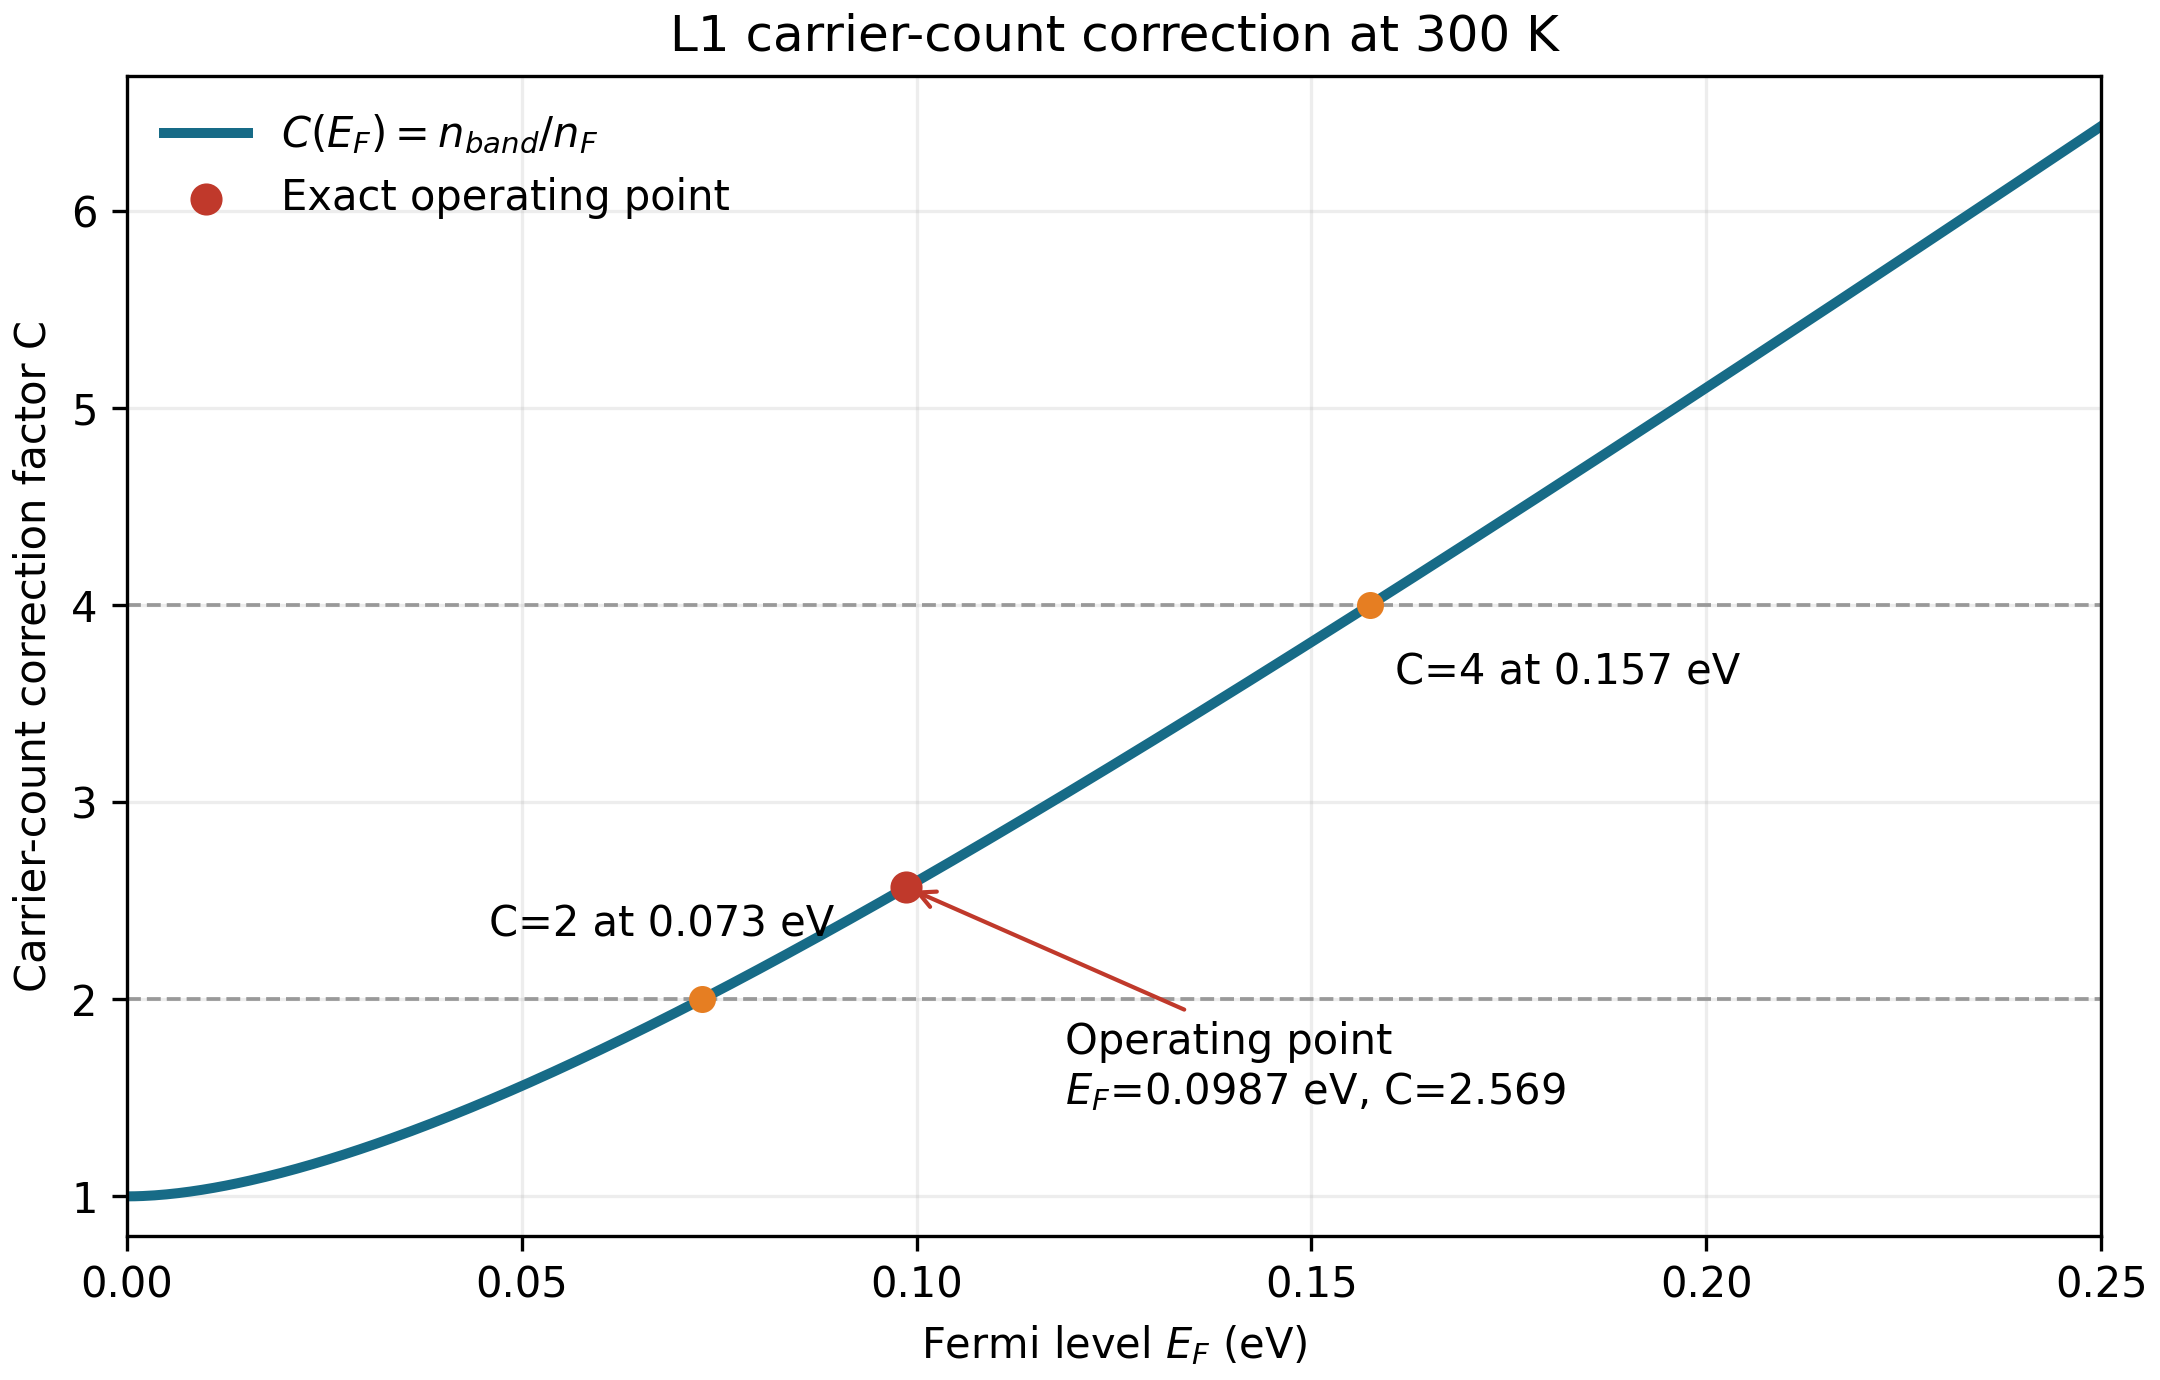 L1 carrier-count correction at 300 K
C(E_F) = n_band/n_F
Exact operating point
Carrier-count correction factor C
6
5
4
3
2
1
C=4 at 0.157 eV
C=2 at 0.073 eV
Operating point
E_F=0.0987 eV, C=2.569
0.00 0.05 0.10 0.15 0.20 0.25
Fermi level E_F (eV)